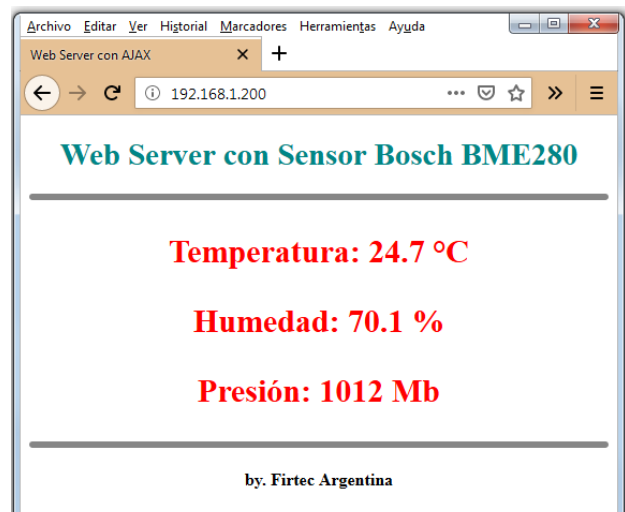 Archivo Editar Ver Historial Marcadores Herramientas Ayuda
Web Server con AJAX
192.168.1.200
Web Server con Sensor Bosch BME280
Temperatura: 24.7 °C
Humedad: 70.1 %
Presión: 1012 Mb
by. Firtec Argentina